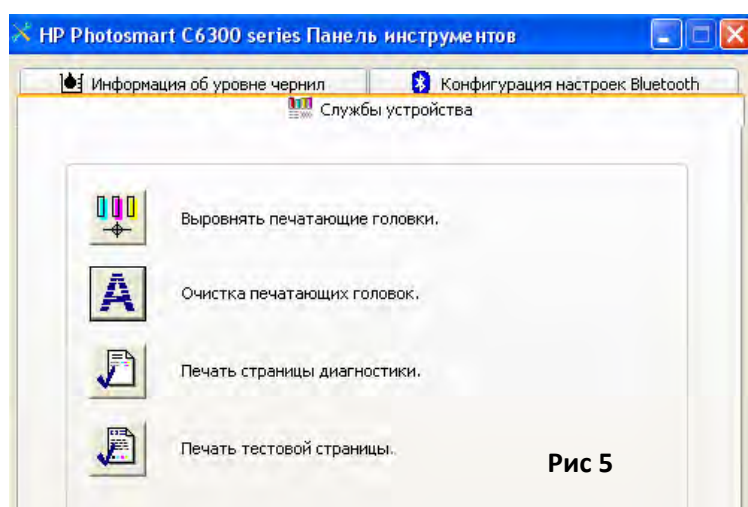 HP Photosmart C6300 series Панель инструментов
Информация об уровне чернил
Конфигурация настроек Bluetooth
Службы устройства
Выровнять печатающие головки.
Очистка печатающих головок.
Печать страницы диагностики.
Печать тестовой страницы.
Рис 5